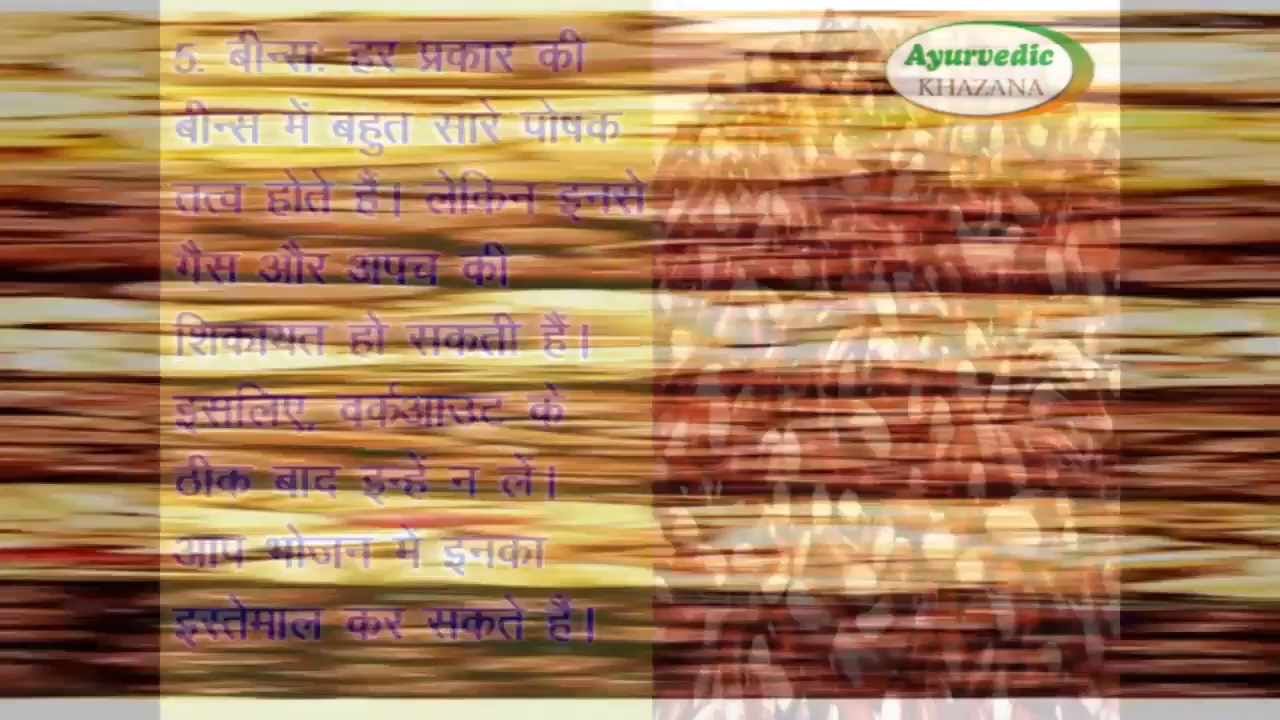 5. बीन्स: हर प्रकार की
बीन्स में बहुत सारे पोषक
तत्व होते हैं। लेकिन इनसे
गैस और अपच की
शिकायत हो सकती हैं।
इसलिए, वर्कआउट के
ठीक बाद इन्हें न लें।
आप भोजन में इनका
इस्तेमाल कर सकते हैं।
Ayurvedic
KHAZANA